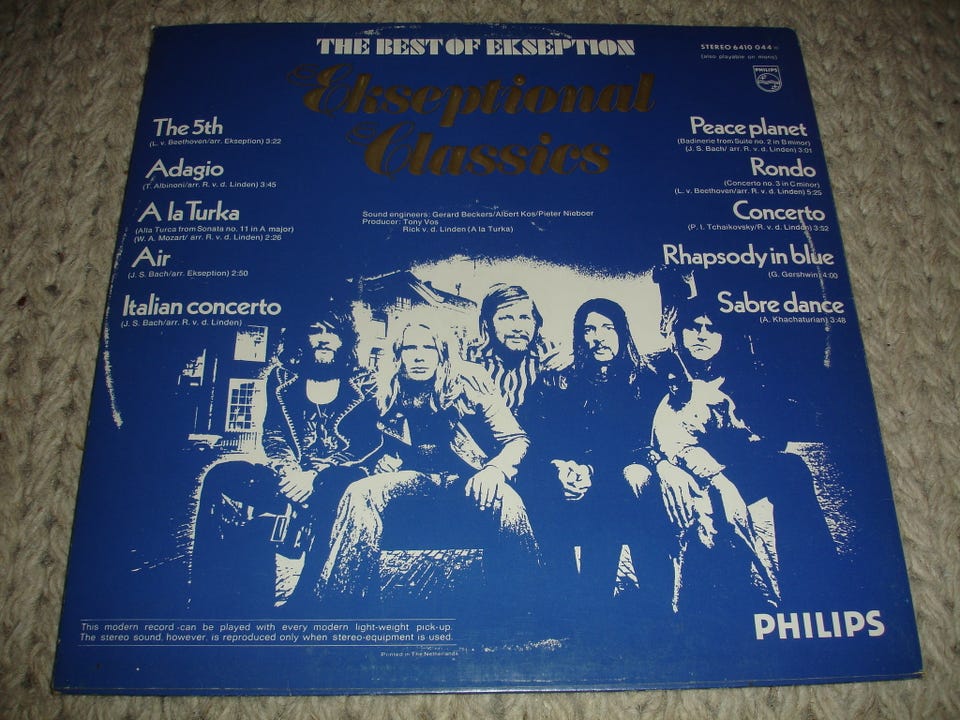 THE BEST OF EKSEPTION
STEREO 6410 044
(also playable on mono)
PHILIPS
Ekseptional
Classics
The 5th
(L. v. Beethoven/arr. Ekseption) 3:22
Adagio
(T. Albinoni/arr. R. v. d. Linden) 3:45
A la Turka
(Alla Turca from Sonata no. 11 in A major)
(W. A. Mozart/ arr. R. v. d. Linden) 2:26
Air
(J. S. Bach/arr. Ekseption) 2:50
Italian concerto
(J. S. Bach/arr. R. v. d. Linden)
Sound engineers: Gerard Beckers/Albert Kos/Pieter Nieboer
Producer: Tony Vos
Rick v. d. Linden (A la Turka)
Peace planet
(Badinerie from Suite no. 2 in B minor)
(J. S. Bach/ arr. R. v. d. Linden) 3:01
Rondo
(Concerto no. 3 in C minor)
(L. v. Beethoven/arr. R. v. d. Linden) 5:25
Concerto
(P. I. Tchaikovsky/R. v. d. Linden) 3:52
Rhapsody in blue
(G. Gershwin) 4:00
Sabre dance
(A. Khachaturian) 3:48
This modern record can be played with every modern light-weight pick-up.
The stereo sound, however, is reproduced only when stereo-equipment is used.
Printed in The Netherlands
PHILIPS